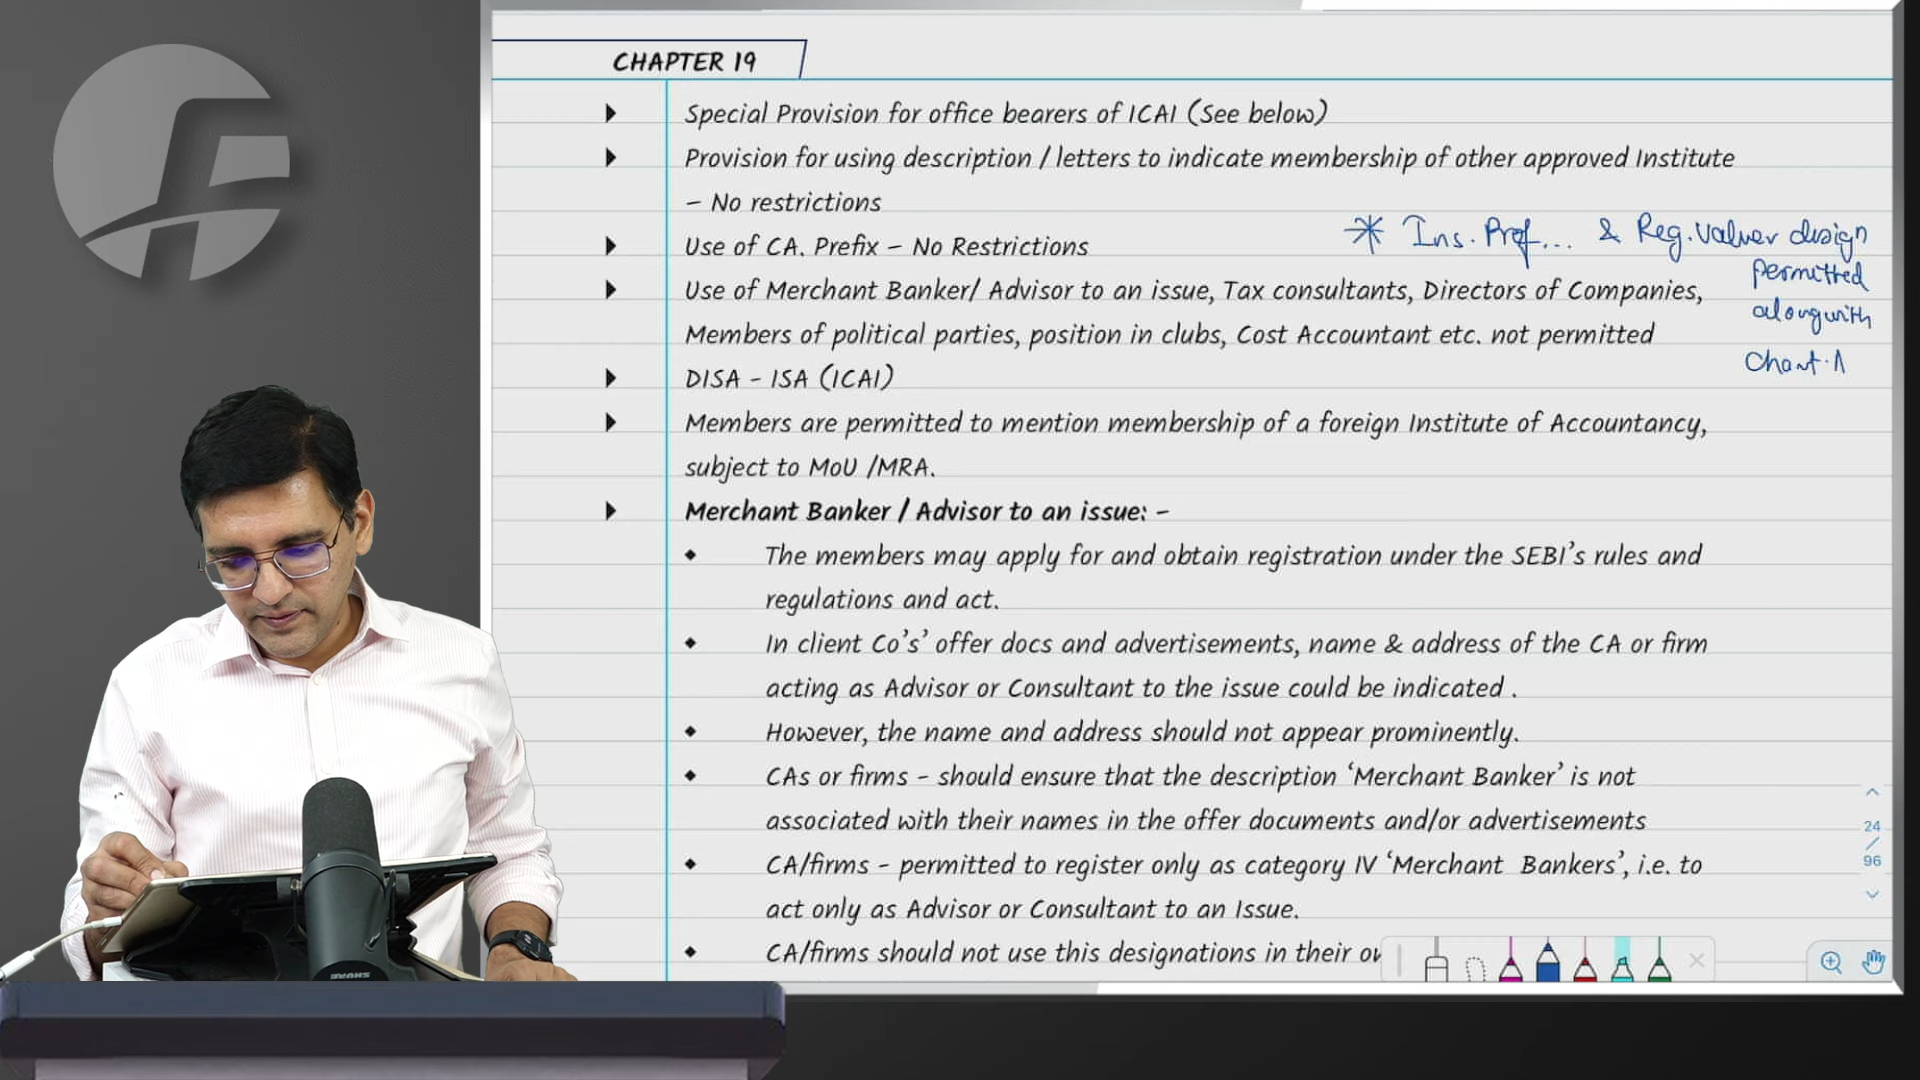 CHAPTER 19
Special Provision for office bearers of ICAI (See below)
Provision for using description / letters to indicate membership of other approved Institute
– No restrictions
* Ins. Prof... & Reg. Valuer design
Use of CA. Prefix – No Restrictions
permitted
Use of Merchant Banker/ Advisor to an issue, Tax consultants, Directors of Companies,
alongwith
Members of political parties, position in clubs, Cost Accountant etc. not permitted
Chart. A
DISA - ISA (ICAI)
Members are permitted to mention membership of a foreign Institute of Accountancy,
subject to MoU /MRA.
Merchant Banker / Advisor to an issue: -
The members may apply for and obtain registration under the SEBI's rules and
regulations and act.
In client Co's' offer docs and advertisements, name & address of the CA or firm
acting as Advisor or Consultant to the issue could be indicated .
However, the name and address should not appear prominently.
CAs or firms - should ensure that the description ‘Merchant Banker’ is not
associated with their names in the offer documents and/or advertisements
24
/
96
CA/firms - permitted to register only as category IV ‘Merchant Bankers’, i.e. to
act only as Advisor or Consultant to an Issue.
CA/firms should not use this designations in their
SHURE